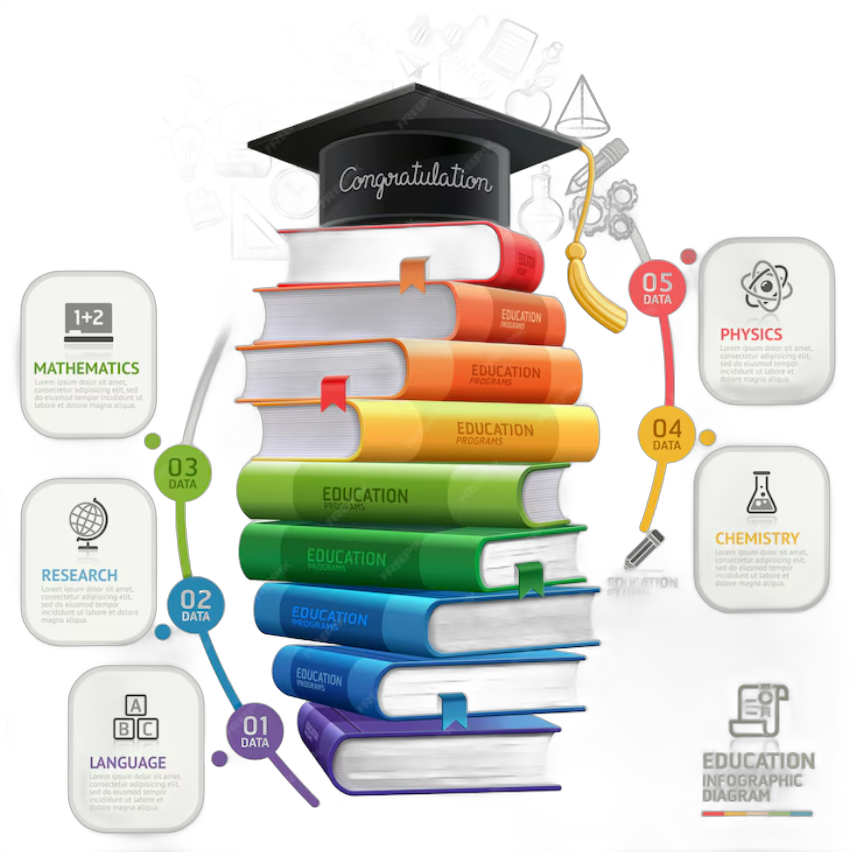 Congratulation
EDUCATION
PROGRAMS
EDUCATION
PROGRAMS
EDUCATION
PROGRAMS
EDUCATION
EDUCATION
EDUCATION
PROGRAMS
EDUCATION
PROGRAMS
1+2
MATHEMATICS
Lorem ipsum dolor sit amet,
consectetur adipisicing elit,sed
do eiusmod tempor incididunt ut
labore et dolore magna aliqua.
03
DATA
RESEARCH
Lorem ipsum dolor sit amet,
consectetur adipisicing elit,
sed do eiusmod tempor
incididunt ut labore et dolore
magna aliqua.
02
DATA
A
B C
LANGUAGE
Lorem ipsum dolor sit amet,
consectetur adipisicing elit,
sed do eiusmod tempor
incididunt ut labore et dolore
magna aliqua.
01
DATA
05
DATA
PHYSICS
Lorem ipsum dolor sit amet,
consectetur adipisicing elit,
sed do eiusmod tempor
incididunt ut labore et
dolore magna aliqua.
04
DATA
CHEMISTRY
Lorem ipsum dolor sit amet,
consectetur adipisicing elit,
sed do eiusmod tempor
incididunt ut labore et dolore
magna aliqua.
EDUCATION
EDUCATION
INFOGRAPHIC
DIAGRAM